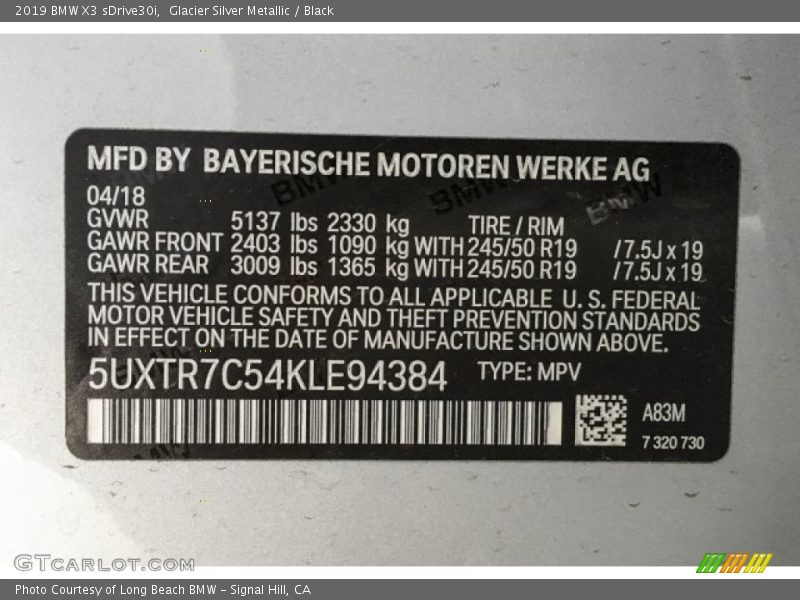 2019 BMW X3 sDrive30i,  Glacier Silver Metallic / Black
MFD BY BAYERISCHE MOTOREN WERKE AG
04/18
GVWR 5137 lbs 2330 kg TIRE / RIM
GAWR FRONT 2403 lbs 1090 kg WITH 245/50 R19 /7.5J x 19
GAWR REAR 3009 lbs 1365 kg WITH 245/50 R19 /7.5J x 19
THIS VEHICLE CONFORMS TO ALL APPLICABLE U. S. FEDERAL
MOTOR VEHICLE SAFETY AND THEFT PREVENTION STANDARDS
IN EFFECT ON THE DATE OF MANUFACTURE SHOWN ABOVE.
5UXTR7C54KLE94384 TYPE: MPV
A83M
7 320 730
GTCARLOT.COM
Photo Courtesy of Long Beach BMW - Signal Hill, CA